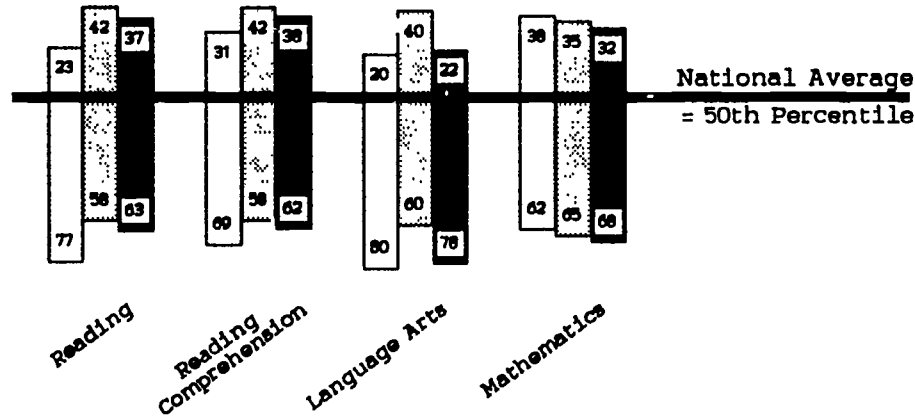 42 42 40
23 37 31 38 20 22 38 35 32
National Average
= 50th Percentile
77 58 63 69 58 62 80 60 78 62 65 68
Reading
Reading
Comprehension
Language Arts
Mathematics